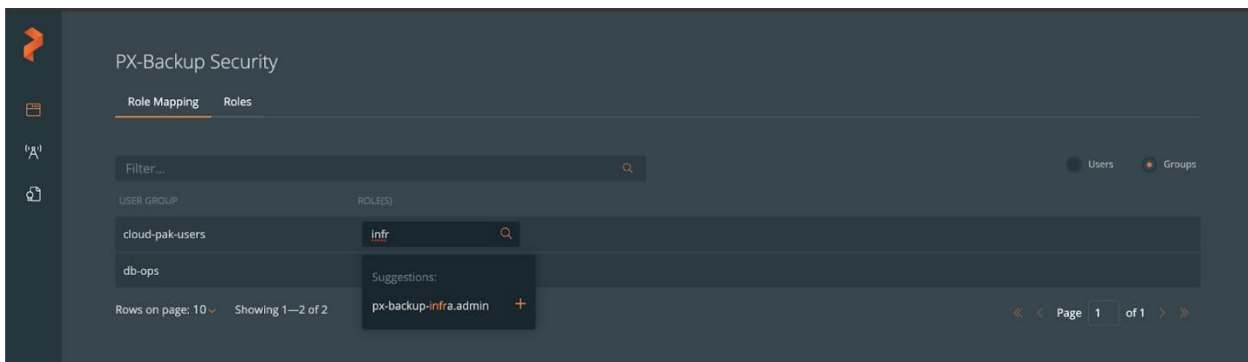 PX-Backup Security
Role Mapping Roles
Filter... Users Groups
USER GROUP ROLE(S)
cloud-pak-users infr
db-ops Suggestions:
px-backup-infra.admin
Rows on page: 10 Showing 1—2 of 2 Page 1 of 1